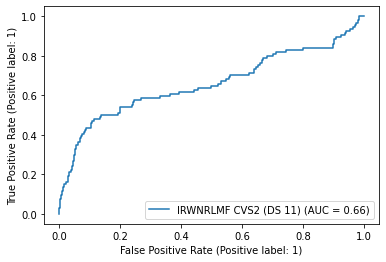 1.0
0.8
0.6
0.4
0.2
0.0
True Positive Rate (Positive label: 1)
IRWNRLMF CVS2 (DS 11) (AUC = 0.66)
0.0 0.2 0.4 0.6 0.8 1.0
False Positive Rate (Positive label: 1)